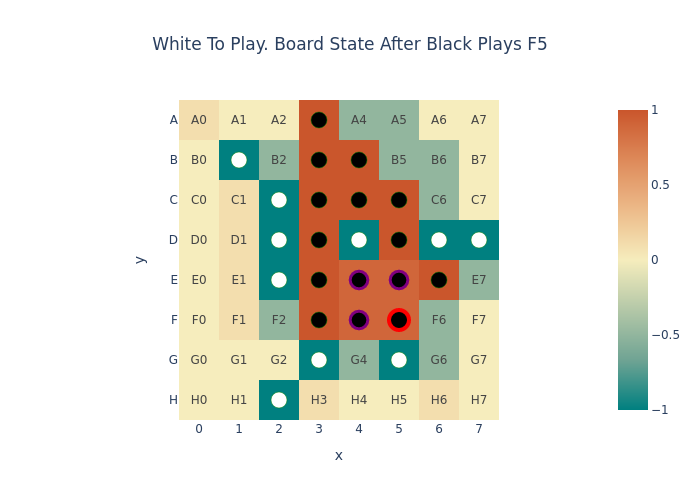 White To Play. Board State After Black Plays F5
A A0 A1 A2 A4 A5 A6 A7
B B0 B2 B5 B6 B7
C C0 C1 C6 C7
D D0 D1
E E0 E1 E7
F F0 F1 F2 F6 F7
G G0 G1 G2 G4 G6 G7
H H0 H1 H3 H4 H5 H6 H7
0 1 2 3 4 5 6 7
x
y
1
0.5
0
−0.5
−1